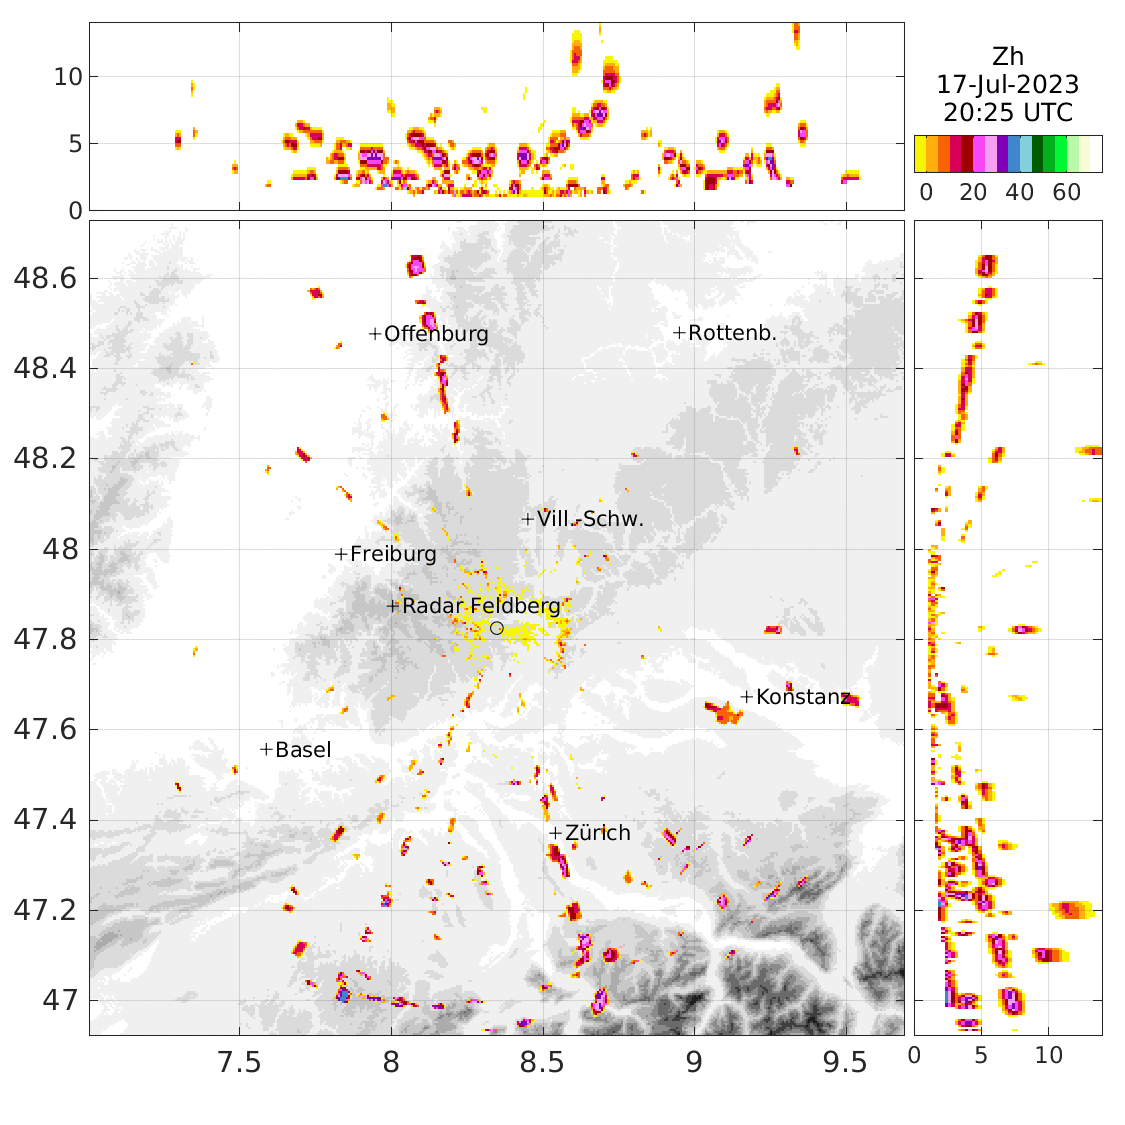 10
5
0
Zh
17-Jul-2023
20:25 UTC
0 20 40 60
48.6
48.4
48.2
48
47.8
47.6
47.4
47.2
47
+Offenburg
+Rottenb.
+Vill.-Schw.
+Freiburg
+Radar Feldberg
+Konstanz
+Basel
+Zürich
7.5 8 8.5 9 9.5
0 5 10